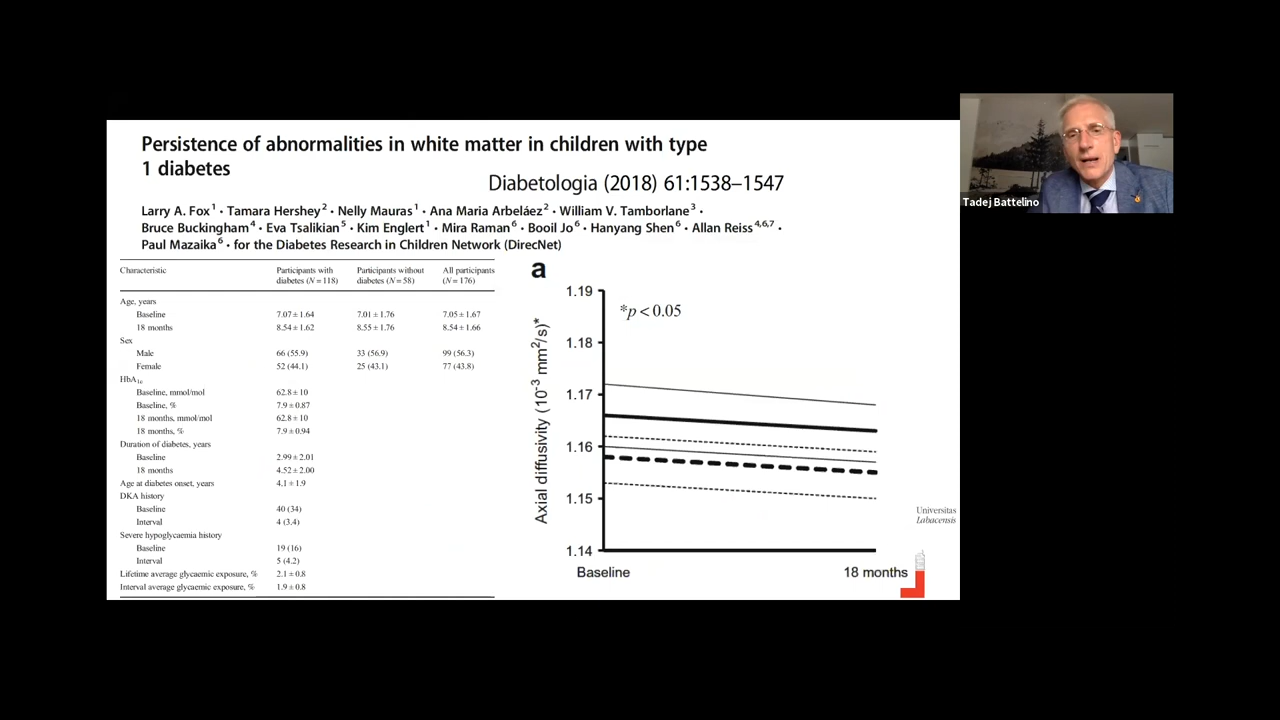 Persistence of abnormalities in white matter in children with type
1 diabetes
Diabetologia (2018) 61:1538–1547
Larry A. Fox1 · Tamara Hershey2 · Nelly Mauras1 · Ana Maria Arbeláez2 · William V. Tamborlane3 ·
Bruce Buckingham4 · Eva Tsalikian5 · Kim Englert1 · Mira Raman6 · Booil Jo6 · Hanyang Shen6 · Allan Reiss4,6,7 ·
Paul Mazaika6 · for the Diabetes Research in Children Network (DirecNet)
Characteristic Participants with diabetes (N = 118) Participants without diabetes (N = 58) All participants (N = 176)
Age, years
Baseline 7.07 ± 1.64 7.01 ± 1.76 7.05 ± 1.67
18 months 8.54 ± 1.62 8.55 ± 1.76 8.54 ± 1.66
Sex
Male 66 (55.9) 33 (56.9) 99 (56.3)
Female 52 (44.1) 25 (43.1) 77 (43.8)
HbA1c
Baseline, mmol/mol 62.8 ± 10
Baseline, % 7.9 ± 0.87
18 months, mmol/mol 62.8 ± 10
18 months, % 7.9 ± 0.94
Duration of diabetes, years
Baseline 2.99 ± 2.01
18 months 4.52 ± 2.00
Age at diabetes onset, years 4.1 ± 1.9
DKA history
Baseline 40 (34)
Interval 4 (3.4)
Severe hypoglycaemia history
Baseline 19 (16)
Interval 5 (4.2)
Lifetime average glycaemic exposure, % 2.1 ± 0.8
Interval average glycaemic exposure, % 1.9 ± 0.8
a
*p < 0.05
Axial diffusivity (10-3 mm2/s)*
1.19
1.18
1.17
1.16
1.15
1.14
Baseline 18 months
Universitas
Labacensis
Tadej Battelino